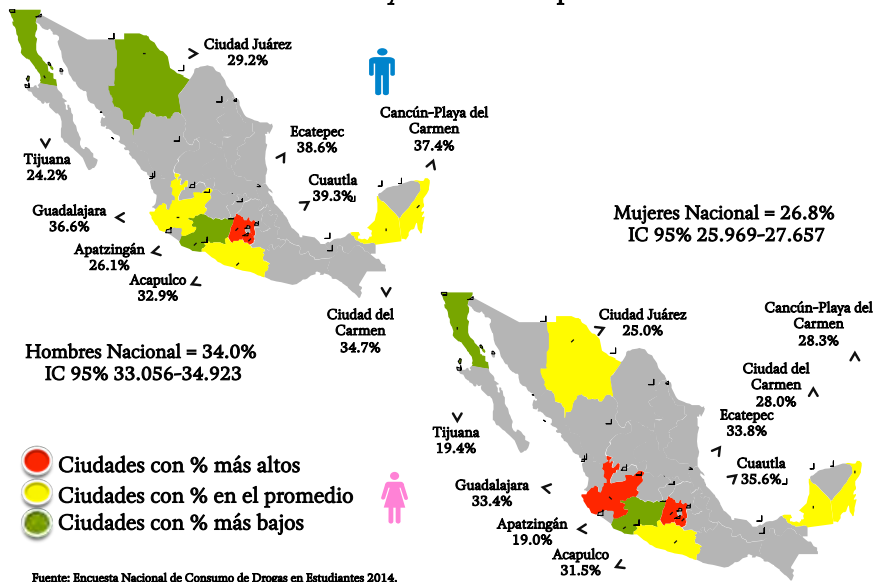 Ciudad Juárez
29.2%
Cancún-Playa del
Carmen
37.4%
Ecatepec
38.6%
Tijuana
24.2%
Cuautla
39.3%
Guadalajara
36.6%
Apatzingán
26.1%
Acapulco
32.9%
Ciudad del
Carmen
34.7%
Hombres Nacional = 34.0%
IC 95% 33.056-34.923
Mujeres Nacional = 26.8%
IC 95% 25.969-27.657
Ciudad Juárez
25.0%
Cancún-Playa del
Carmen
28.3%
Ciudad del
Carmen
28.0%
Ecatepec
33.8%
Tijuana
19.4%
Cuautla
35.6%
Guadalajara
33.4%
Apatzingán
19.0%
Acapulco
31.5%
Ciudades con % más altos
Ciudades con % en el promedio
Ciudades con % más bajos
Fuente: Encuesta Nacional de Consumo de Drogas en Estudiantes 2014.